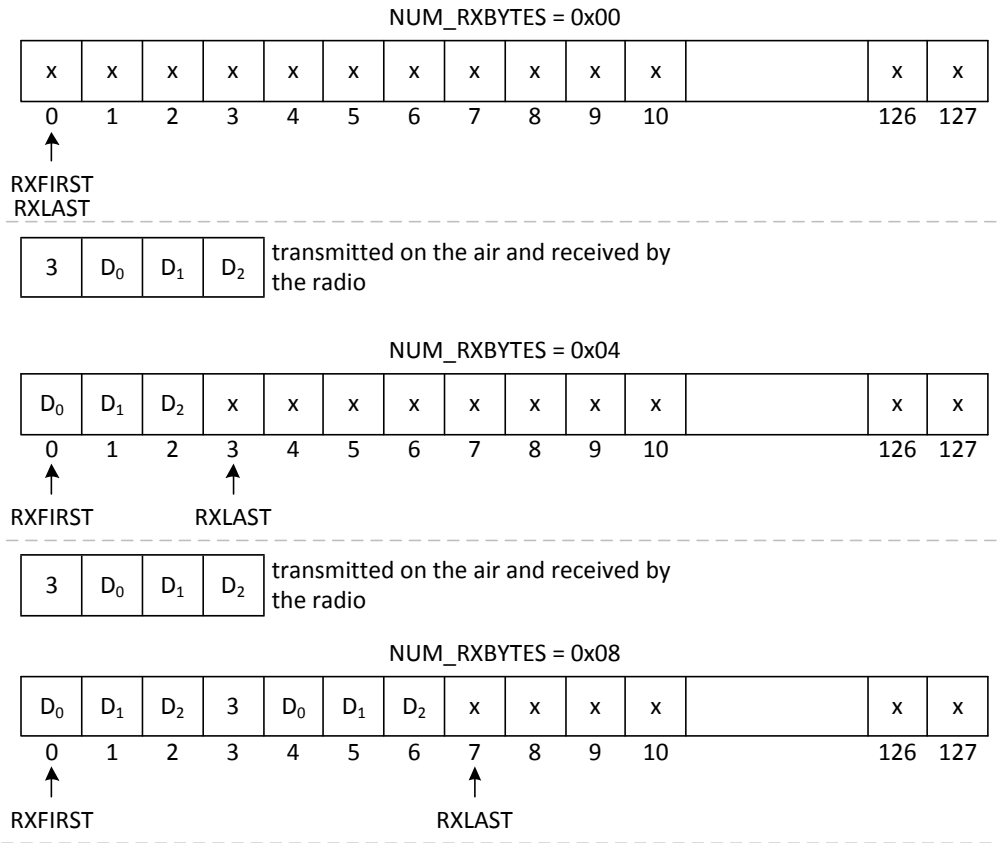 NUM_RXBYTES = 0x00
x x x x x x x x x x x x x
0 1 2 3 4 5 6 7 8 9 10 126 127
RXFIRST
RXLAST
3 D₀ D₁ D₂ transmitted on the air and received by
the radio
NUM_RXBYTES = 0x04
D₀ D₁ D₂ x x x x x x x x x x
0 1 2 3 4 5 6 7 8 9 10 126 127
RXFIRST RXLAST
3 D₀ D₁ D₂ transmitted on the air and received by
the radio
NUM_RXBYTES = 0x08
D₀ D₁ D₂ 3 D₀ D₁ D₂ x x x x x x
0 1 2 3 4 5 6 7 8 9 10 126 127
RXFIRST RXLAST